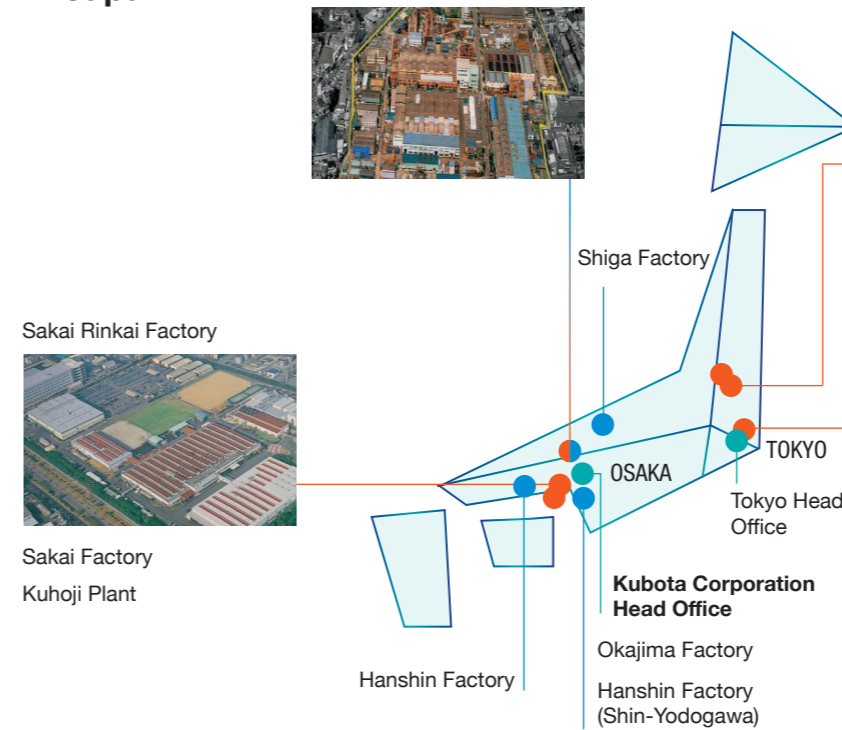 Shiga Factory
Sakai Rinkai Factory
OSAKA
TOKYO
Tokyo Head
Office
Sakai Factory
Kuhoji Plant
Kubota Corporation
Head Office
Okajima Factory
Hanshin Factory
Hanshin Factory
(Shin-Yodogawa)